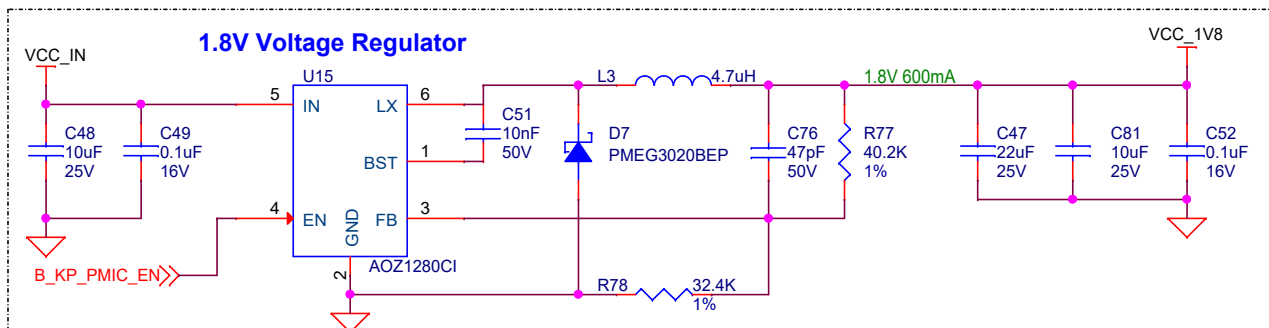 1.8V Voltage Regulator
VCC_IN
VCC_1V8
U15
5
IN
LX
6
C51
10nF
50V
L3
4.7uH
1.8V 600mA
C48
10uF
25V
C49
0.1uF
16V
BST
1
D7
PMEG3020BEP
C76
47pF
50V
R77
40.2K
1%
C47
22uF
25V
C81
10uF
25V
C52
0.1uF
16V
4
EN
GND
FB
3
B_KP_PMIC_EN
2
AOZ1280CI
R78
32.4K
1%